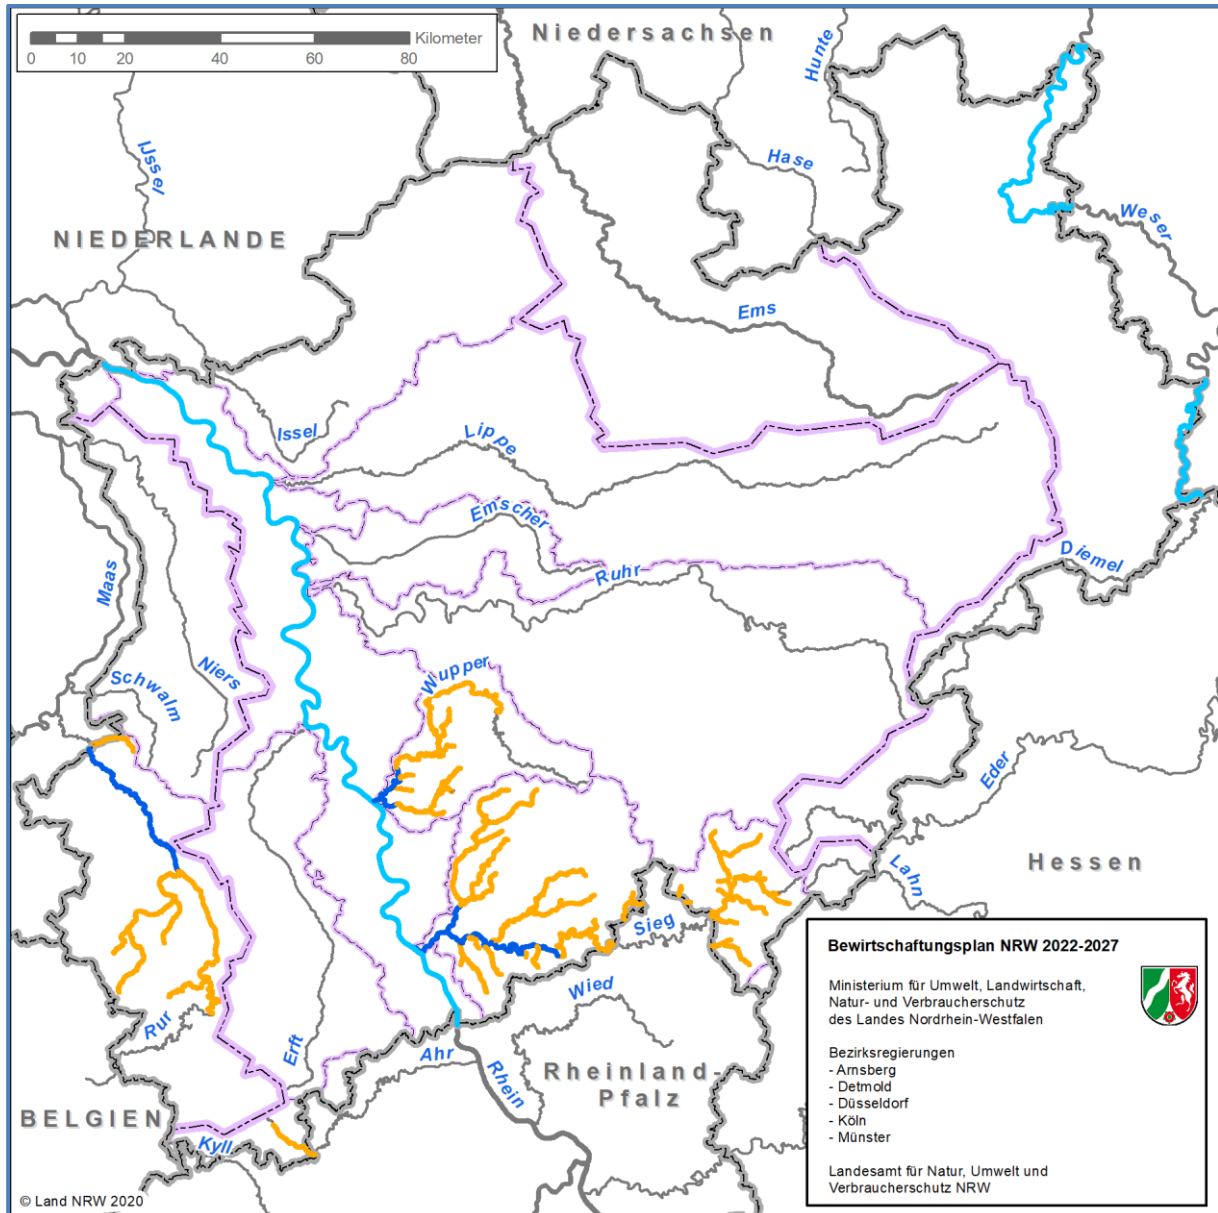 Kilometer
0 10 20 40 60 80
Niedersachsen
Hunte
IJssel
Hase
NIEDERLANDE
Weser
Ems
Issel
Lippe
Emscher
Maas
Ruhr
Diemel
Schwalm
Niers
Wupper
Eder
Lahn
Hessen
Sieg
Wied
Rur
Erft
Ahr
Rhein
Rheinland-
Pfalz
BELGIEN
Kyll
Bewirtschaftungsplan NRW 2022-2027
Ministerium für Umwelt, Landwirtschaft,
Natur- und Verbraucherschutz
des Landes Nordrhein-Westfalen
Bezirksregierungen
- Arnsberg
- Detmold
- Düsseldorf
- Köln
- Münster
Landesamt für Natur, Umwelt und
Verbraucherschutz NRW
© Land NRW 2020